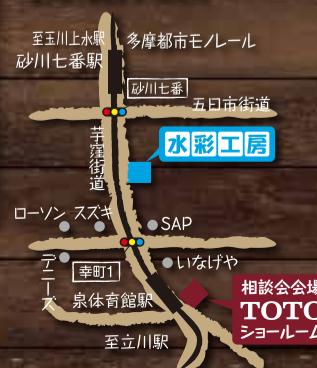 至玉川上水駅
多摩都市モノレール
砂川七番駅
砂川七番
五日市街道
水彩工房
芋窪街道
ローソン
スズキ
SAP
デニーズ
幸町1
いなげや
泉体育館駅
相談会会場
TOTO
ショールーム
至立川駅